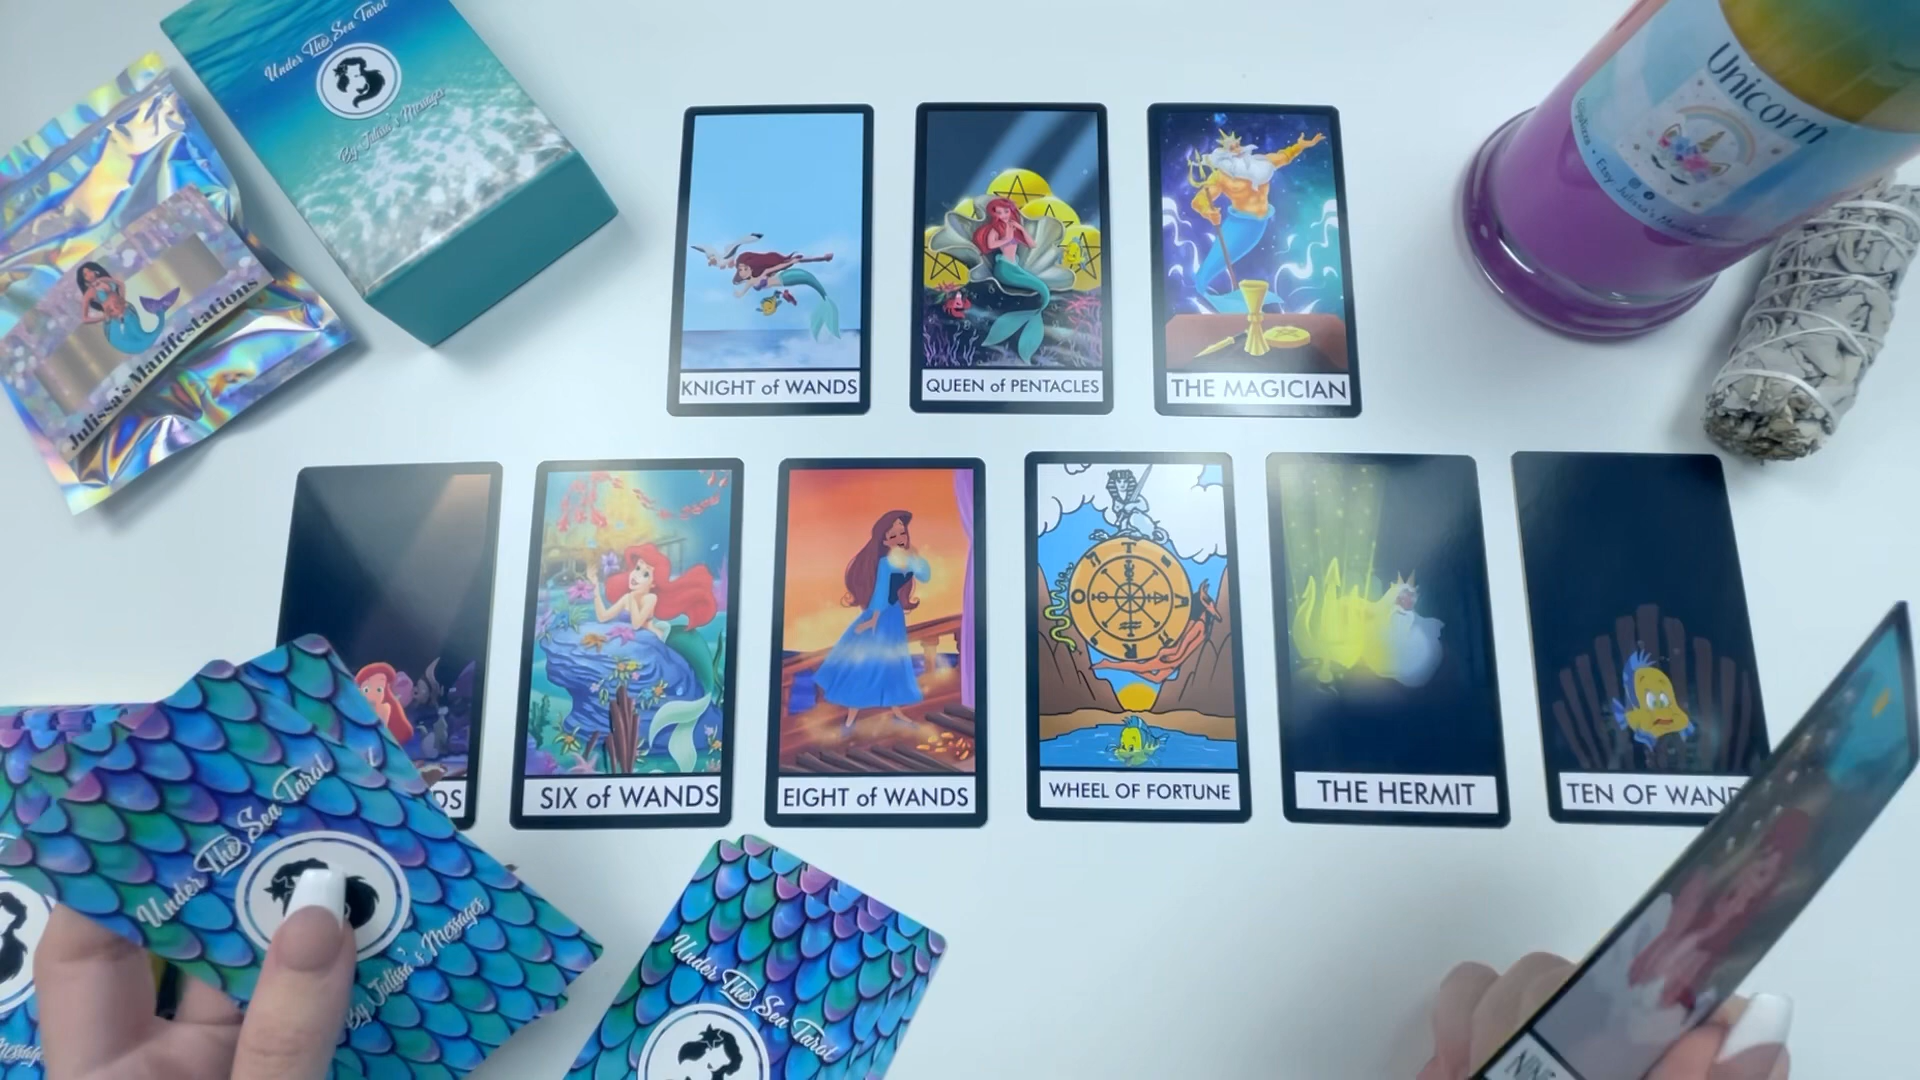 Under The Sea Tarot
By Julissa's Messages
Julissa's Manifestations
Unicorn
KNIGHT of WANDS
QUEEN of PENTACLES
THE MAGICIAN
DS
SIX of WANDS
EIGHT of WANDS
WHEEL OF FORTUNE
THE HERMIT
TEN OF WAND
Under The Sea Tarot
By Julissa's Messages
Under The Sea Tarot
NINE